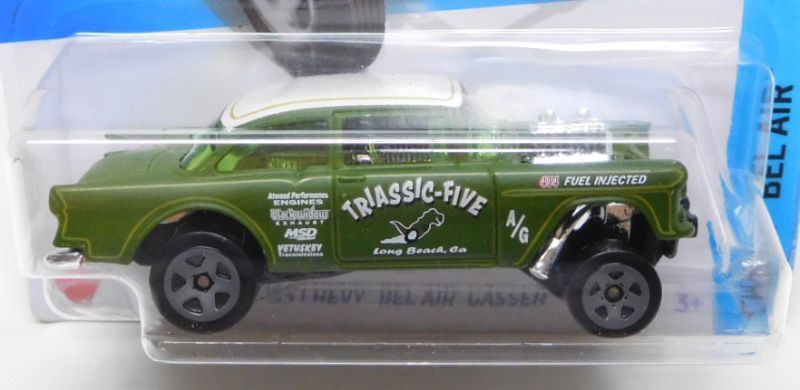 TRIASSIC-FIVE
Long Beach, Ca
Atwood Performance
ENGINES
blackwidow
EXHAUST
MSD
VETUSKEY
Transmissions
A/G
404 FUEL INJECTED
BEL AIR
'55 CHEVY BEL AIR GASSER
3+